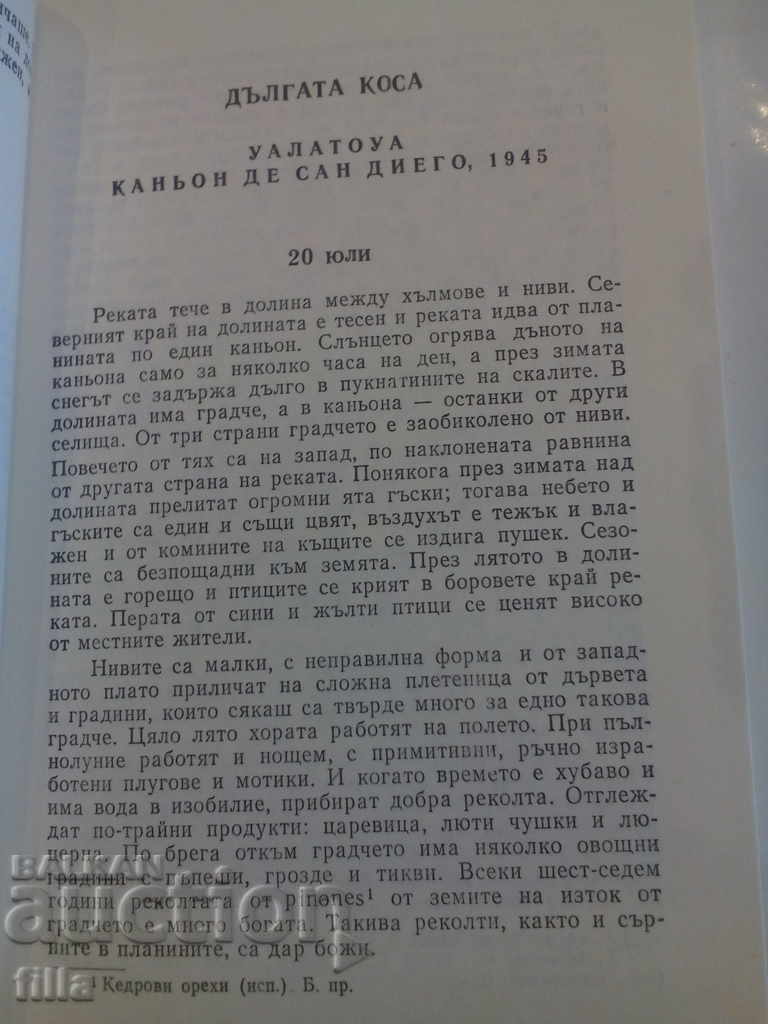 ДЪЛГАТА КОСА
УАЛАТОУА
КАНЬОН ДЕ САН ДИЕГО, 1945
20 ЮЛИ
Реката тече в долина между хълмове и ниви. Се-
верният край на долината е тесен и реката идва от пла-
нината по един каньон. Слънцето огрява дъното на
каньона само за няколко часа на ден, а през зимата
снегът се задържа дълго в пукнатините на скалите. В
долината има градче, а в каньона — останки от други
селища. От три страни градчето е заобиколено от ниви.
Повечето от тях са на запад, по наклонената равнина
от другата страна на реката. Понякога през зимата над
долината прелитат огромни ята гъски; тогава небето и
гъските са един и същи цвят, въздухът е тежък и вла-
жен и от комините на къщите се издига пушек. Сезо-
ните са безпощадни към земята. През лятото в доли-
ната е горещо и птиците се крият в боровете край ре-
ката. Перата от сини и жълти птици се ценят високо
от местните жители.
Нивите са малки, с неправилна форма и от запад-
ното плато приличат на сложна плетеница от дървета
и градини, които сякаш са твърде много за едно такова
градче. Цяло лято хората работят на полето. При пъл-
нолуние работят и нощем, с примитивни, ръчно изра-
ботени плугове и мотики. И когато времето е хубаво и
има вода в изобилие, прибират добра реколта. Отглеж-
дат по-трайни продукти: царевица, люти чушки и лю-
церна. По брега откъм градчето има няколко овощни
градини с пъпеши, грозде и тикви. Всеки шест-седем
години реколтата от piñones¹ от земите на изток от
градчето е много богата. Такива реколти, както и сър-
ните в планините, са дар божи.
¹ Кедрови орехи (исп.) Б. пр.
BALKAN
auction
filla